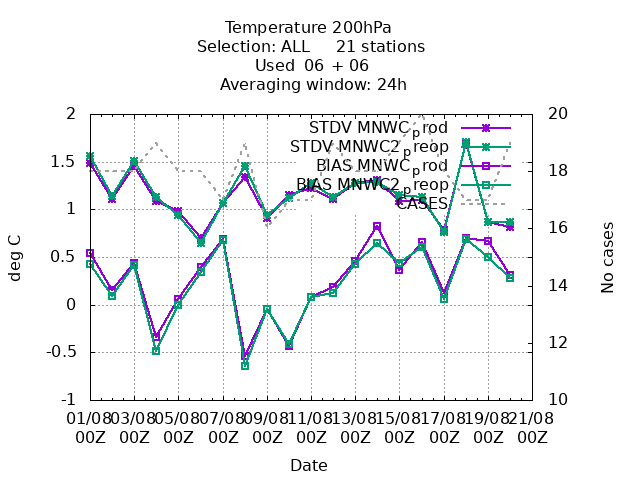 Temperature 200hPa
Selection: ALL     21 stations
Used  06 + 06
Averaging window: 24h
STDV MNWC_prod
STDV MNWC2_preop
BIAS MNWC_prod
BIAS MNWC2_preop
CASES
2
1.5
1
0.5
0
-0.5
-1
deg C
20
18
16
14
12
10
No cases
01/08 03/08 05/08 07/08 09/08 11/08 13/08 15/08 17/08 19/08 21/08
00Z 00Z 00Z 00Z 00Z 00Z 00Z 00Z 00Z 00Z 00Z
Date